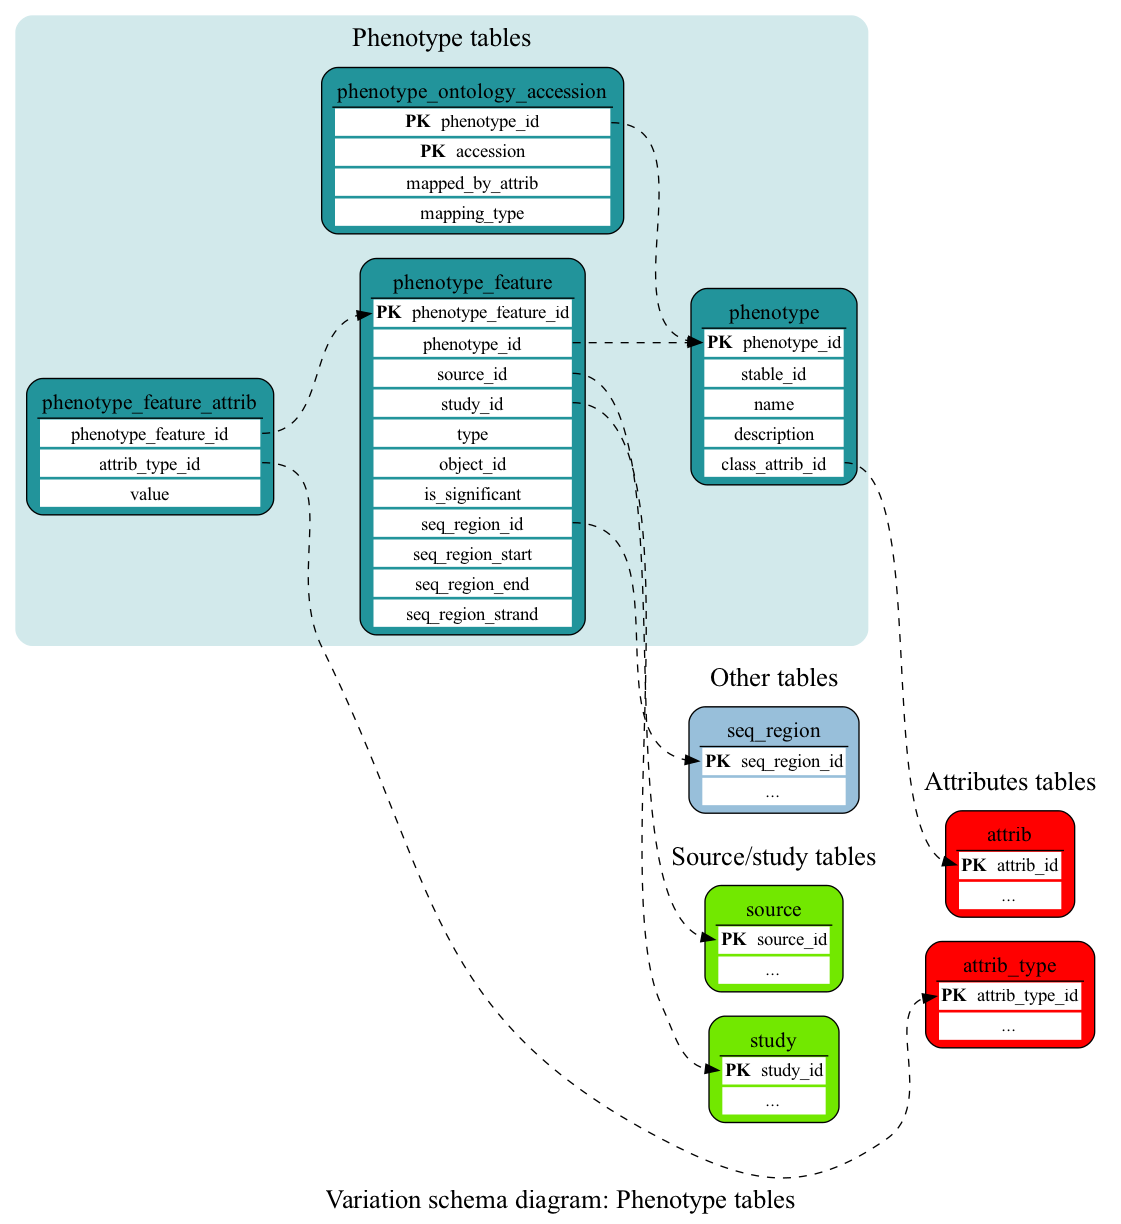 Phenotype tables
phenotype_ontology_accession
PK phenotype_id
PK accession
mapped_by_attrib
mapping_type
phenotype_feature
PK phenotype_feature_id
phenotype_id
source_id
study_id
type
object_id
is_significant
seq_region_id
seq_region_start
seq_region_end
seq_region_strand
phenotype
PK phenotype_id
stable_id
name
description
class_attrib_id
phenotype_feature_attrib
phenotype_feature_id
attrib_type_id
value
Other tables
seq_region
PK seq_region_id
...
Source/study tables
source
PK source_id
...
study
PK study_id
...
Attributes tables
attrib
PK attrib_id
...
attrib_type
PK attrib_type_id
...
Variation schema diagram: Phenotype tables